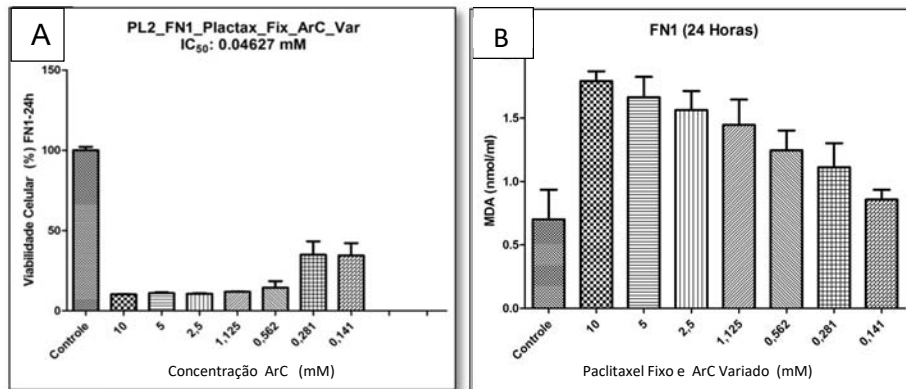 A
PL2_FN1_Plactax_Fix_ArC_Var
IC50: 0.04627 mM
Viabilidade Celular (%) FN1-24h
150
100
50
0
Controle
10
5
2,5
1,125
0,562
0,281
0,141
Concentração ArC (mM)
B
FN1 (24 Horas)
MDA (nmol/ml)
1.5
1.0
0.5
0.0
Controle
10
5
2,5
1,125
0,562
0,281
0,141
Paclitaxel Fixo e ArC Variado (mM)